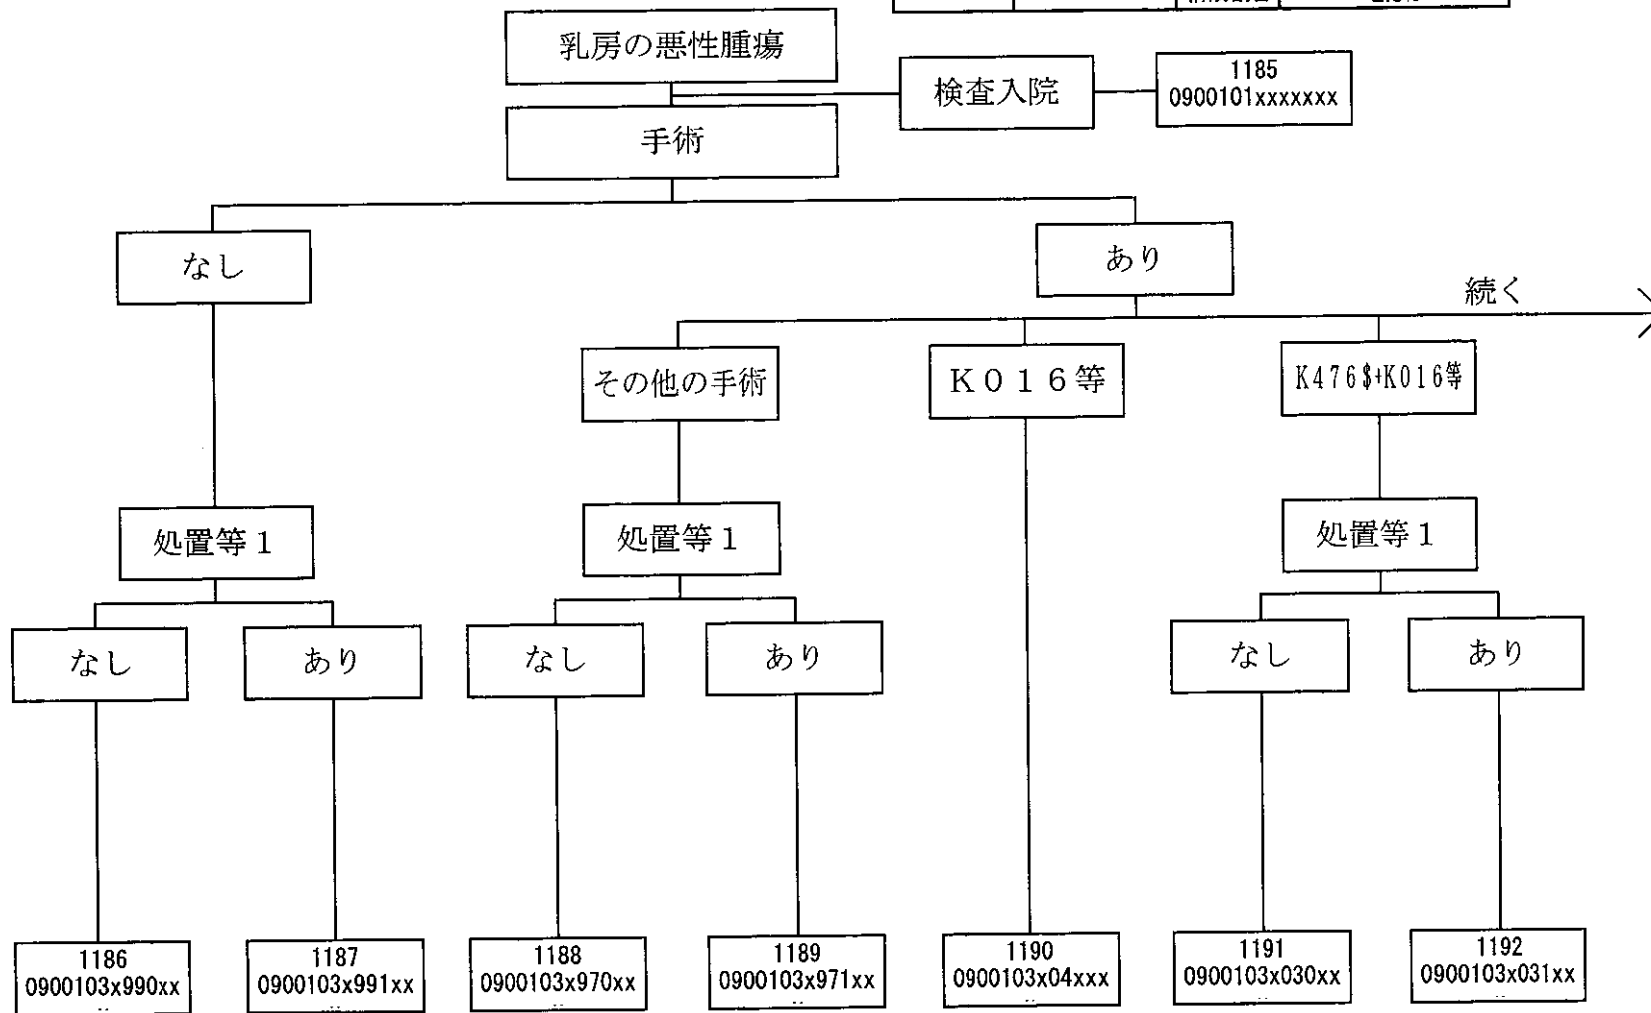 乳房の悪性腫瘍
検査入院
1185
0900101xxxxxxx
手術
なし
あり
続く
その他の手術
K016等
K476$+K016等
処置等1
処置等1
処置等1
なし
あり
なし
あり
なし
あり
1186
0900103x990xx
1187
0900103x991xx
1188
0900103x970xx
1189
0900103x971xx
1190
0900103x04xxx
1191
0900103x030xx
1192
0900103x031xx